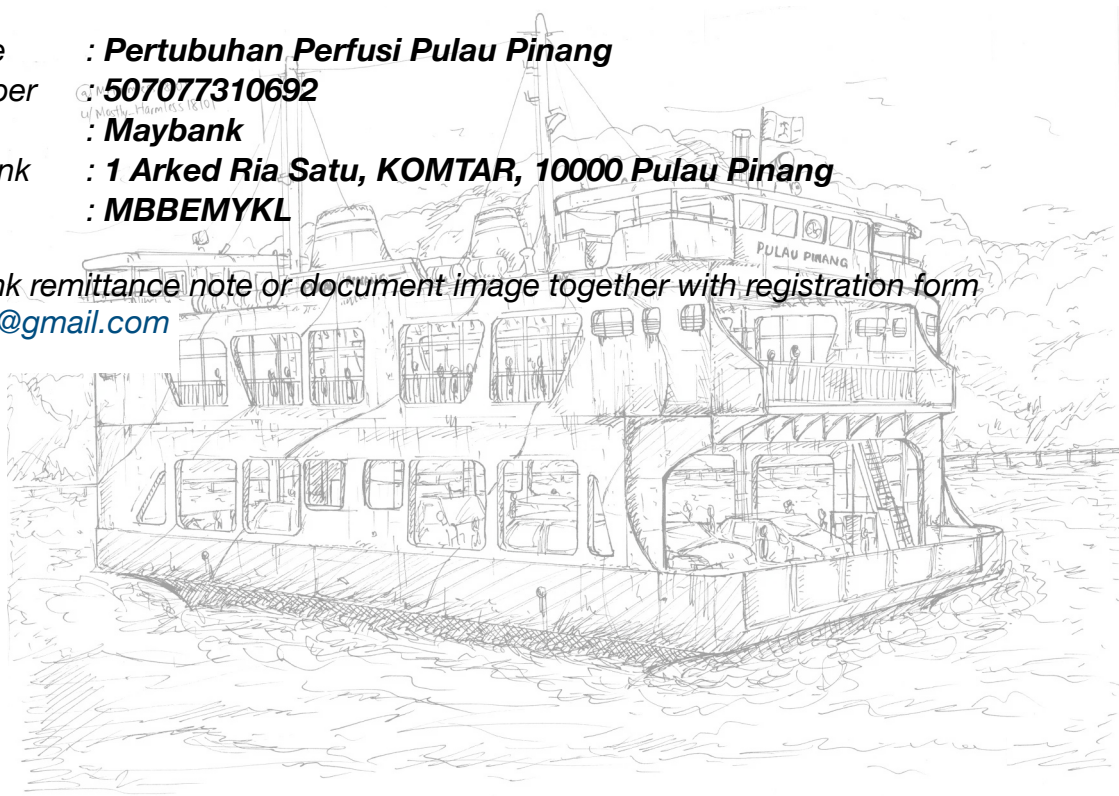 e : Pertubuhan Perfusi Pulau Pinang
ber : 507077310692
: Maybank
nk : 1 Arked Ria Satu, KOMTAR, 10000 Pulau Pinang
: MBBEMYKL
PULAU PINANG
nk remittance note or document image together with registration form
@gmail.com